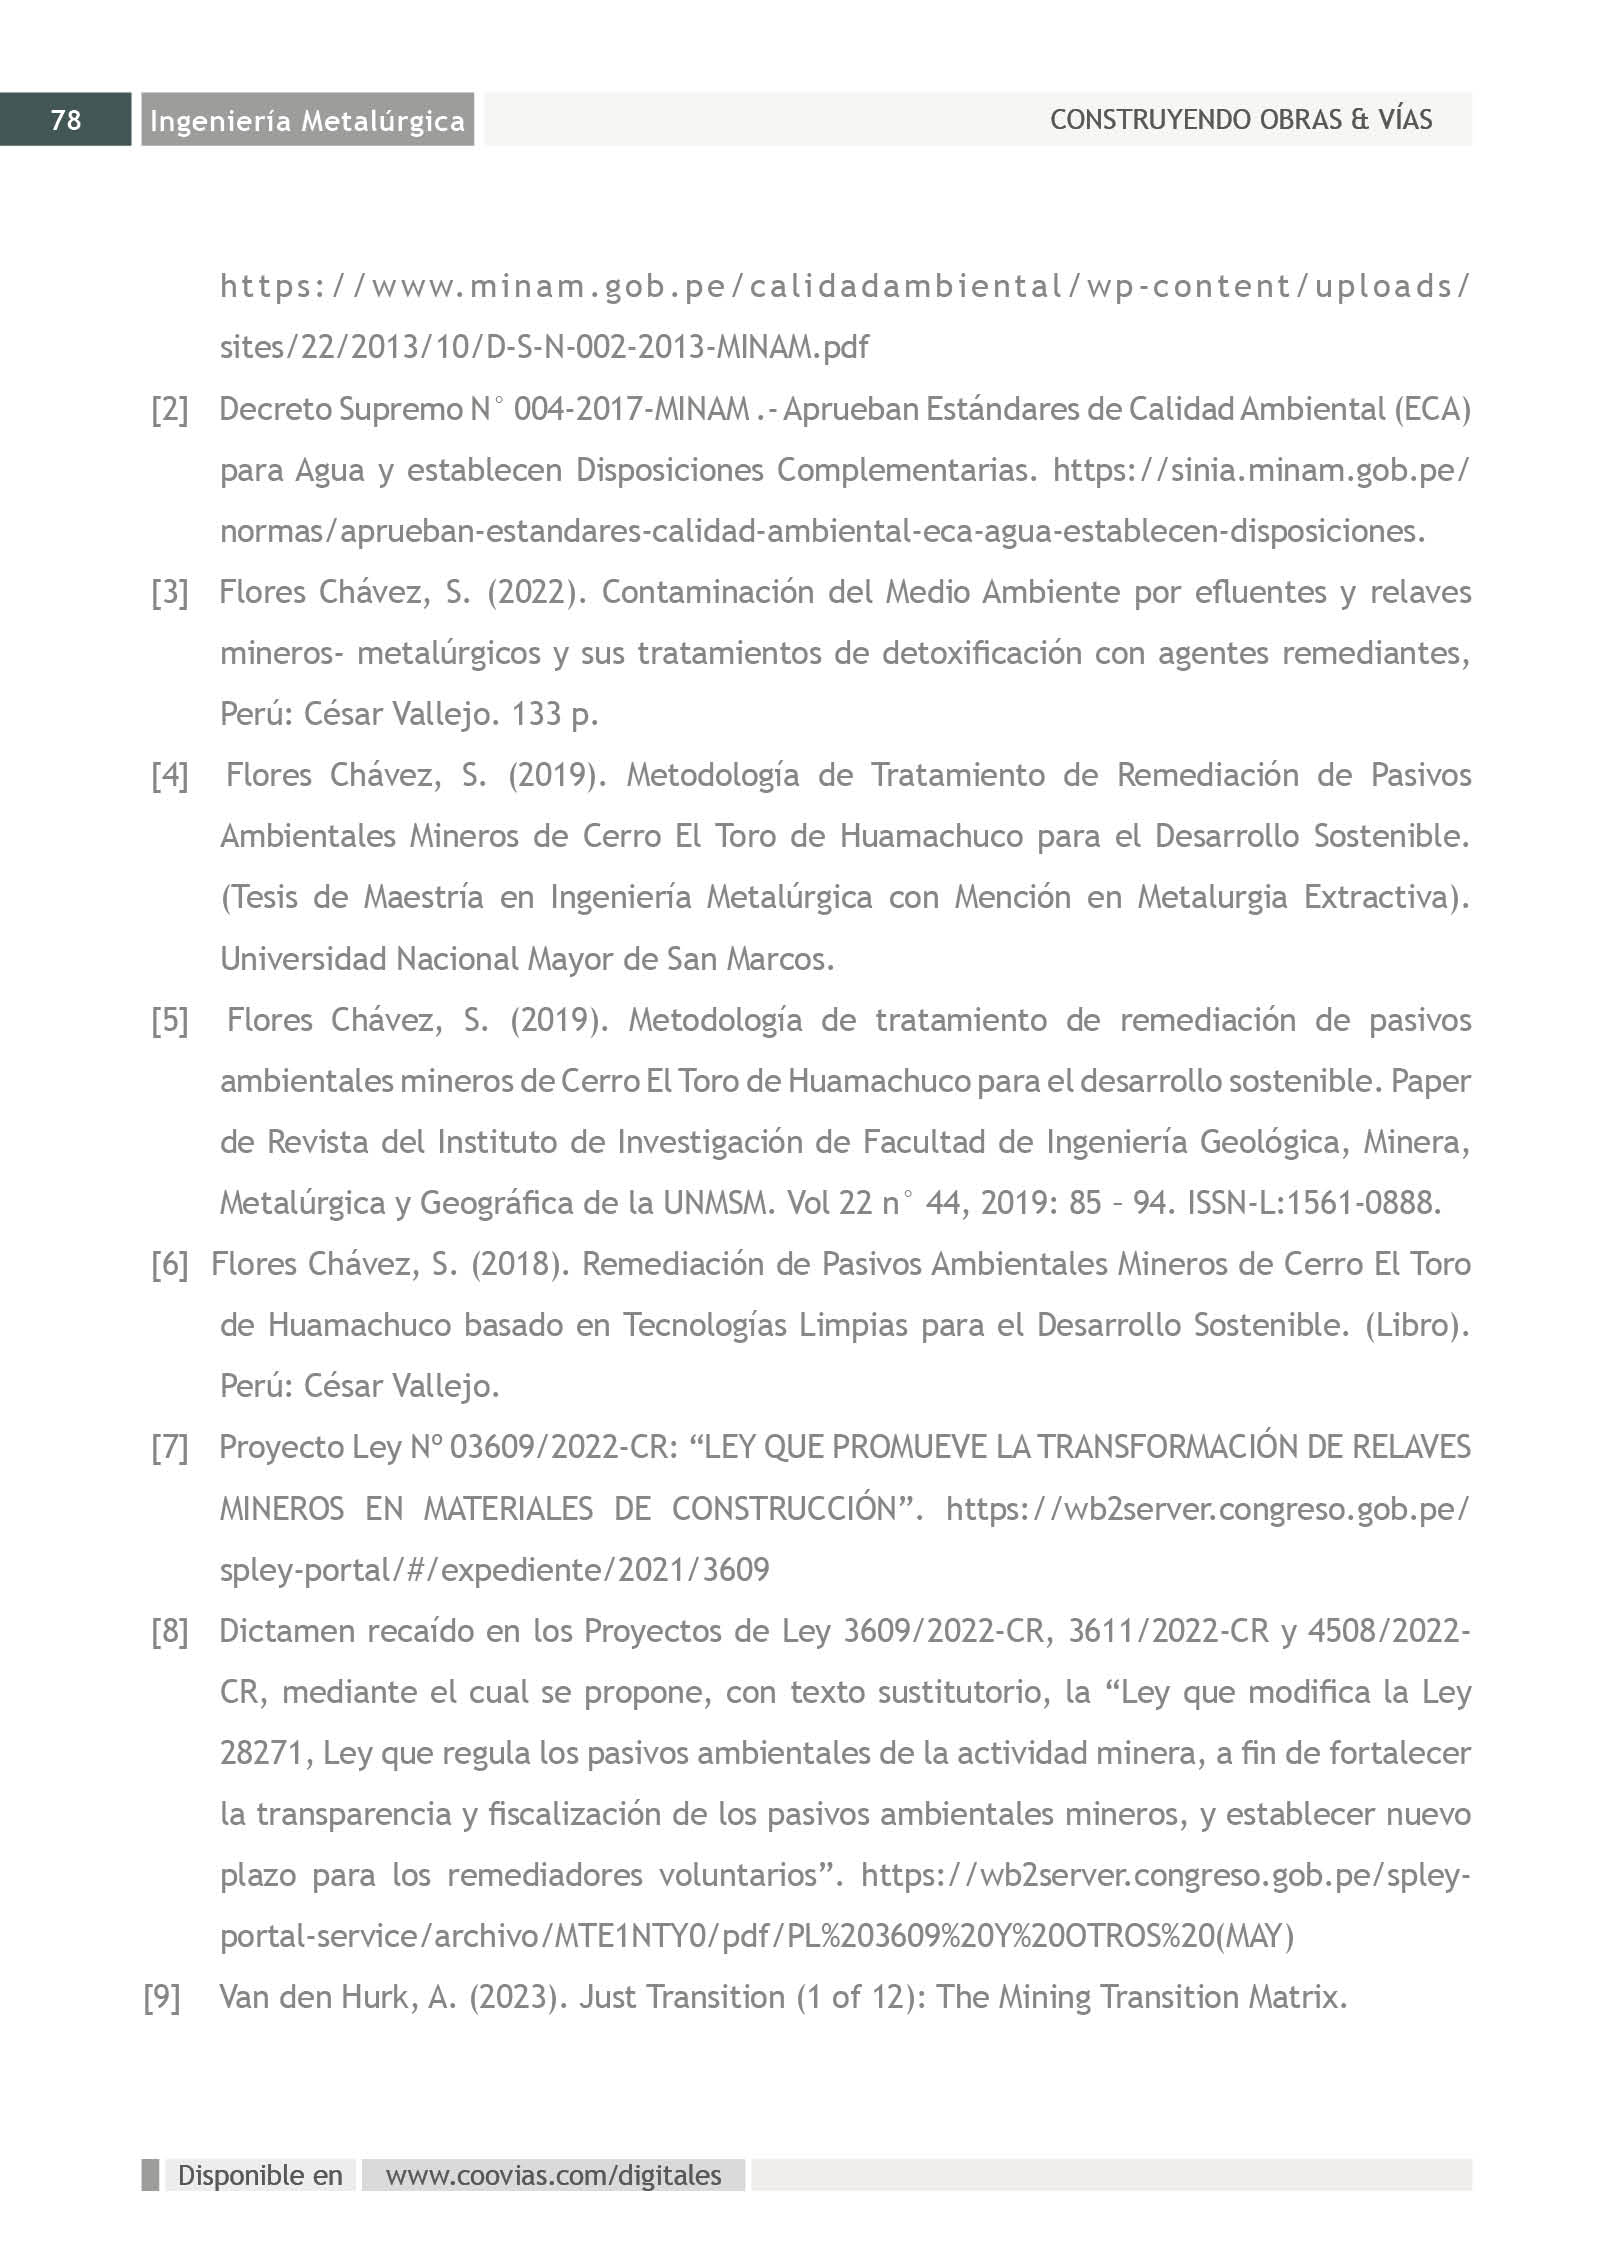 78
Ingeniería Metalúrgica
CONSTRUYENDO OBRAS & VÍAS
https://www.minam.gob.pe/calidadambiental/wp-content/uploads/
sites/22/2013/10/D-S-N-002-2013-MINAM.pdf
[2] Decreto Supremo N° 004-2017-MINAM .- Aprueban Estándares de Calidad Ambiental (ECA)
para Agua y establecen Disposiciones Complementarias. https://sinia.minam.gob.pe/
normas/aprueban-estandares-calidad-ambiental-eca-agua-establecen-disposiciones.
[3] Flores Chávez, S. (2022). Contaminación del Medio Ambiente por efluentes y relaves
mineros- metalúrgicos y sus tratamientos de detoxificación con agentes remediantes,
Perú: César Vallejo. 133 p.
[4] Flores Chávez, S. (2019). Metodología de Tratamiento de Remediación de Pasivos
Ambientales Mineros de Cerro El Toro de Huamachuco para el Desarrollo Sostenible.
(Tesis de Maestría en Ingeniería Metalúrgica con Mención en Metalurgia Extractiva).
Universidad Nacional Mayor de San Marcos.
[5] Flores Chávez, S. (2019). Metodología de tratamiento de remediación de pasivos
ambientales mineros de Cerro El Toro de Huamachuco para el desarrollo sostenible. Paper
de Revista del Instituto de Investigación de Facultad de Ingeniería Geológica, Minera,
Metalúrgica y Geográfica de la UNMSM. Vol 22 n° 44, 2019: 85 – 94. ISSN-L:1561-0888.
[6] Flores Chávez, S. (2018). Remediación de Pasivos Ambientales Mineros de Cerro El Toro
de Huamachuco basado en Tecnologías Limpias para el Desarrollo Sostenible. (Libro).
Perú: César Vallejo.
[7] Proyecto Ley Nº 03609/2022-CR: “LEY QUE PROMUEVE LA TRANSFORMACIÓN DE RELAVES
MINEROS EN MATERIALES DE CONSTRUCCIÓN”. https://wb2server.congreso.gob.pe/
spley-portal/#/expediente/2021/3609
[8] Dictamen recaído en los Proyectos de Ley 3609/2022-CR, 3611/2022-CR y 4508/2022-
CR, mediante el cual se propone, con texto sustitutorio, la “Ley que modifica la Ley
28271, Ley que regula los pasivos ambientales de la actividad minera, a fin de fortalecer
la transparencia y fiscalización de los pasivos ambientales mineros, y establecer nuevo
plazo para los remediadores voluntarios”. https://wb2server.congreso.gob.pe/spley-
portal-service/archivo/MTE1NTY0/pdf/PL%203609%20Y%20OTROS%20(MAY)
[9] Van den Hurk, A. (2023). Just Transition (1 of 12): The Mining Transition Matrix.
Disponible en www.coovias.com/digitales